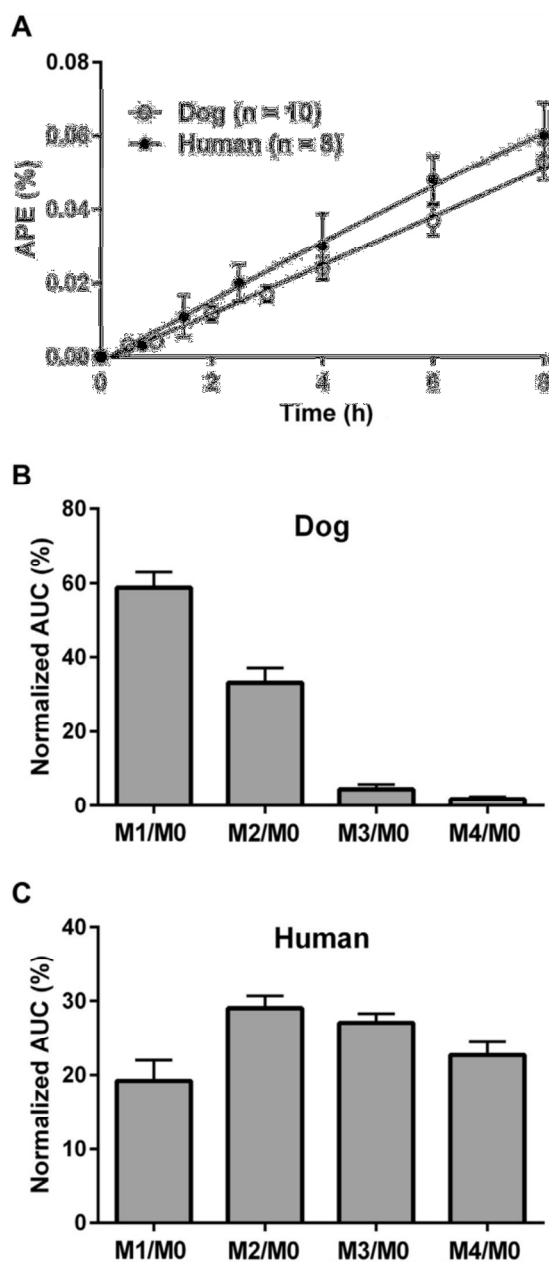 A
0.08
0.06
0.04
0.02
0.00
APE (%)
Dog (n = 10)
Human (n = 8)
0 2 4 6 8
Time (h)
B
Dog
80
60
40
20
0
Normalized AUC (%)
M1/M0 M2/M0 M3/M0 M4/M0
C
Human
40
30
20
10
0
Normalized AUC (%)
M1/M0 M2/M0 M3/M0 M4/M0